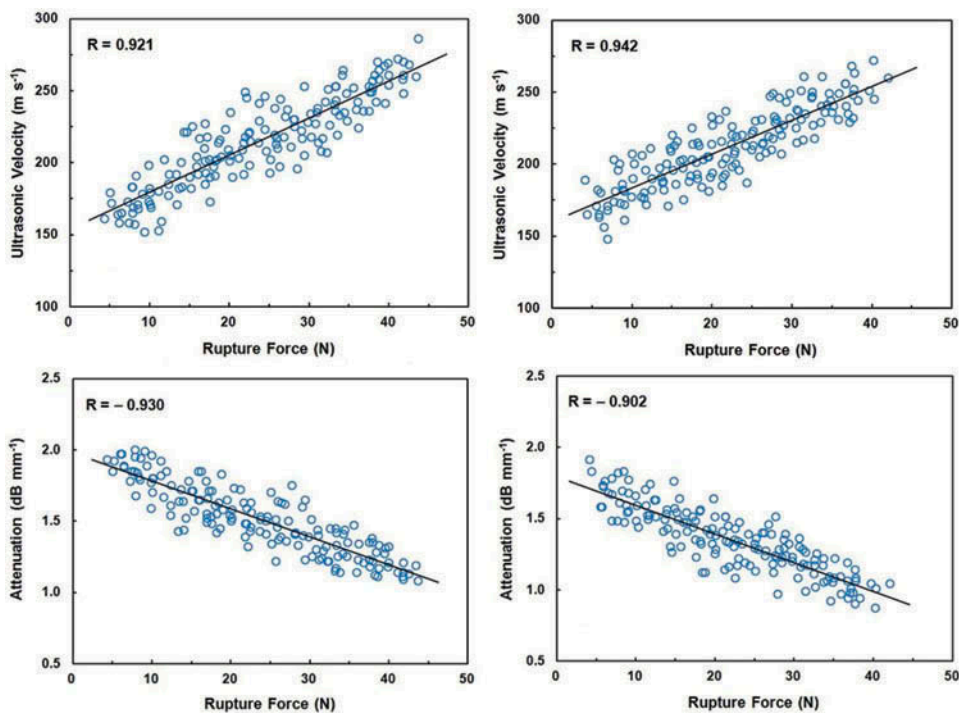 300
250
200
150
100
Ultrasonic Velocity (m s⁻¹)
R = 0.921
0 10 20 30 40 50
Rupture Force (N)
300
250
200
150
100
Ultrasonic Velocity (m s⁻¹)
R = 0.942
0 10 20 30 40 50
Rupture Force (N)
2.5
2.0
1.5
1.0
0.5
Attenuation (dB mm⁻¹)
R = – 0.930
0 10 20 30 40 50
Rupture Force (N)
2.5
2.0
1.5
1.0
0.5
Attenuation (dB mm⁻¹)
R = – 0.902
0 10 20 30 40 50
Rupture Force (N)